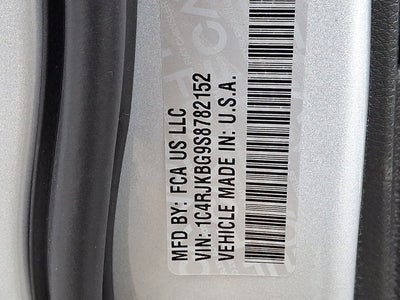 MFD BY: FCA US LLC
VIN: 1C4RJKBG9S8782152
VEHICLE MADE IN: U.S.A.